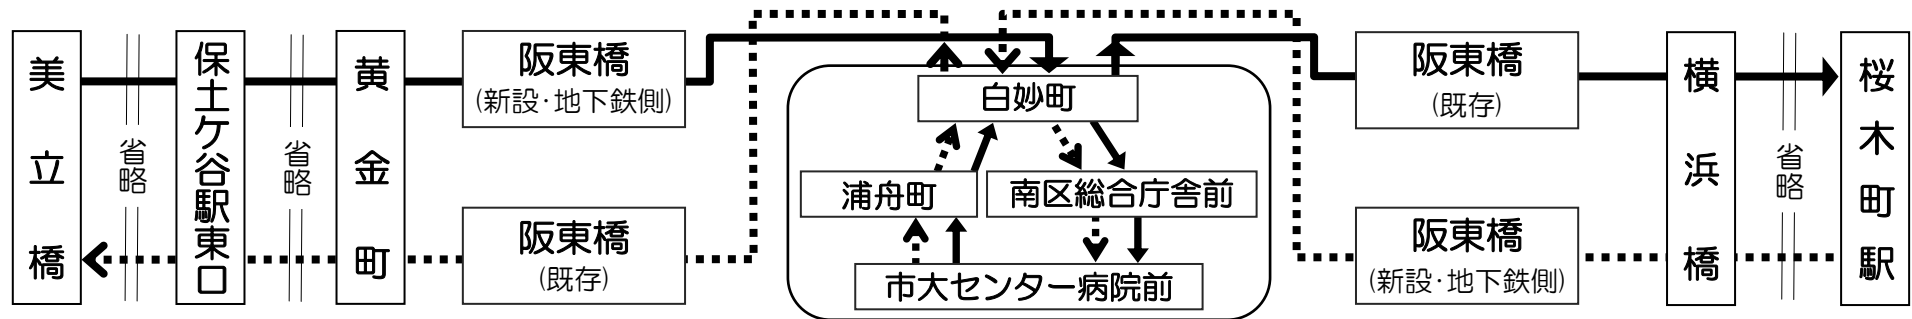 美立橋
省略
保土ケ谷駅東口
省略
黄金町
阪東橋
(新設・地下鉄側)
阪東橋
(既存)
白妙町
浦舟町
南区総合庁舎前
市大センター病院前
阪東橋
(既存)
阪東橋
(新設・地下鉄側)
横浜橋
省略
桜木町駅